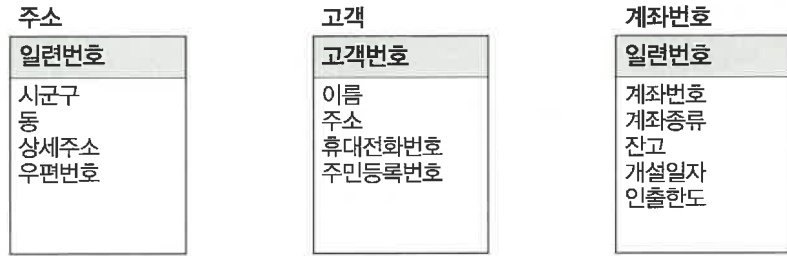 주소
일련번호
시군구
동
상세주소
우편번호
고객
고객번호
이름
주소
휴대전화번호
주민등록번호
계좌번호
일련번호
계좌번호
계좌종류
잔고
개설일자
인출한도